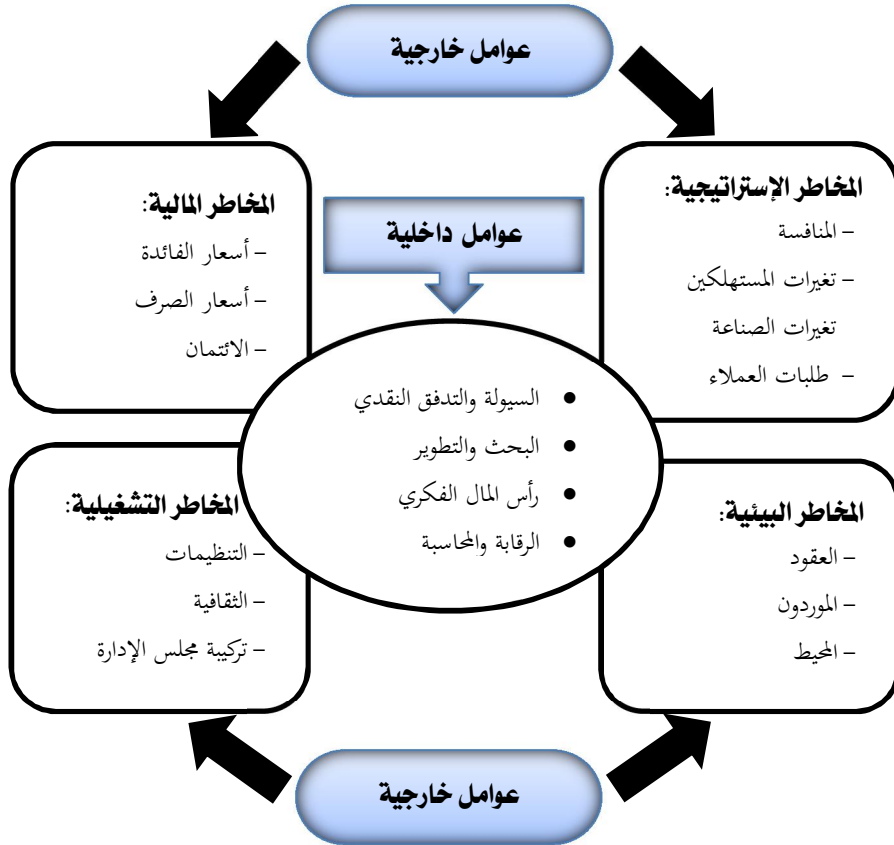 عوامل خارجية
المخاطر الإستراتيجية:
– المنافسة
– تغيرات المستهلكين
تغيرات الصناعة
– طلبات العملاء
المخاطر المالية:
– أسعار الفائدة
– أسعار الصرف
– الائتمان
عوامل داخلية
• السيولة والتدفق النقدي
• البحث والتطوير
• رأس المال الفكري
• الرقابة والمحاسبة
المخاطر البيئية:
– العقود
– الموردون
– المحيط
المخاطر التشغيلية:
– التنظيمات
– الثقافية
– تركيبة مجلس الإدارة
عوامل خارجية